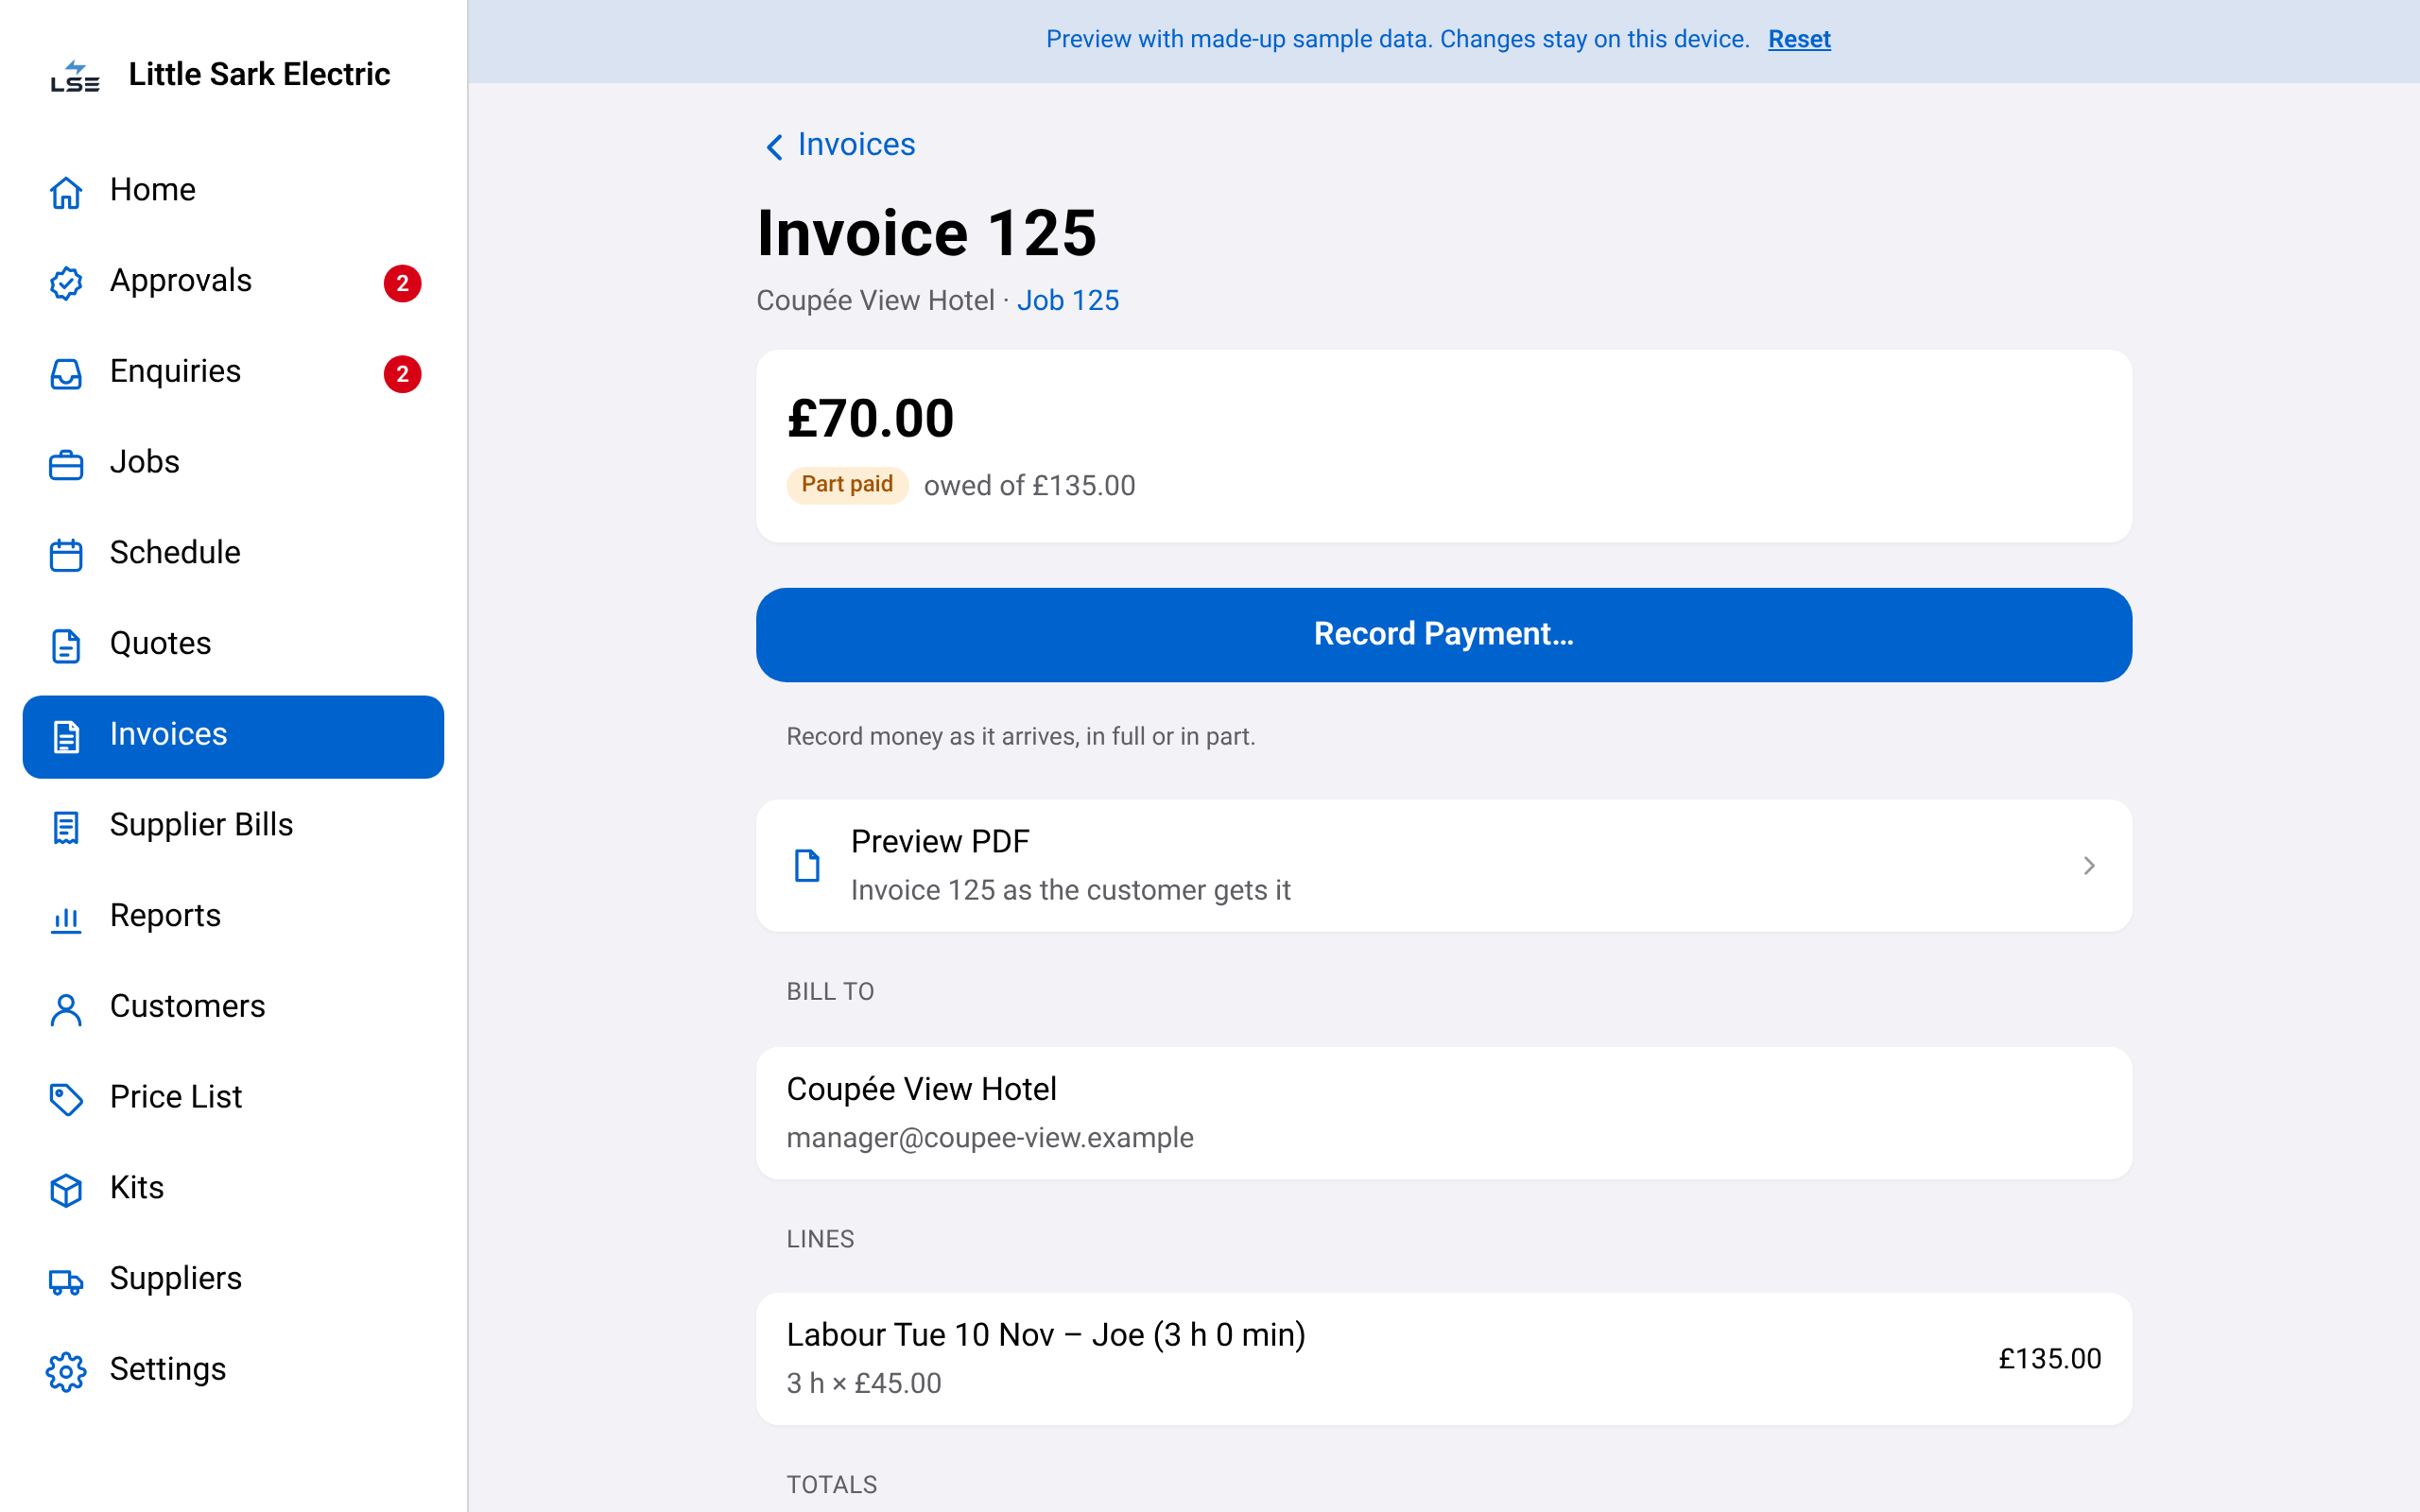 Preview with made-up sample data. Changes stay on this device. Reset
LSE Little Sark Electric
Home
Approvals 2
Enquiries 2
Jobs
Schedule
Quotes
Invoices
Supplier Bills
Reports
Customers
Price List
Kits
Suppliers
Settings
Invoices
Invoice 125
Coupée View Hotel · Job 125
£70.00
Part paid owed of £135.00
Record Payment…
Record money as it arrives, in full or in part.
Preview PDF
Invoice 125 as the customer gets it
BILL TO
Coupée View Hotel
manager@coupee-view.example
LINES
Labour Tue 10 Nov – Joe (3 h 0 min)
3 h × £45.00
£135.00
TOTALS